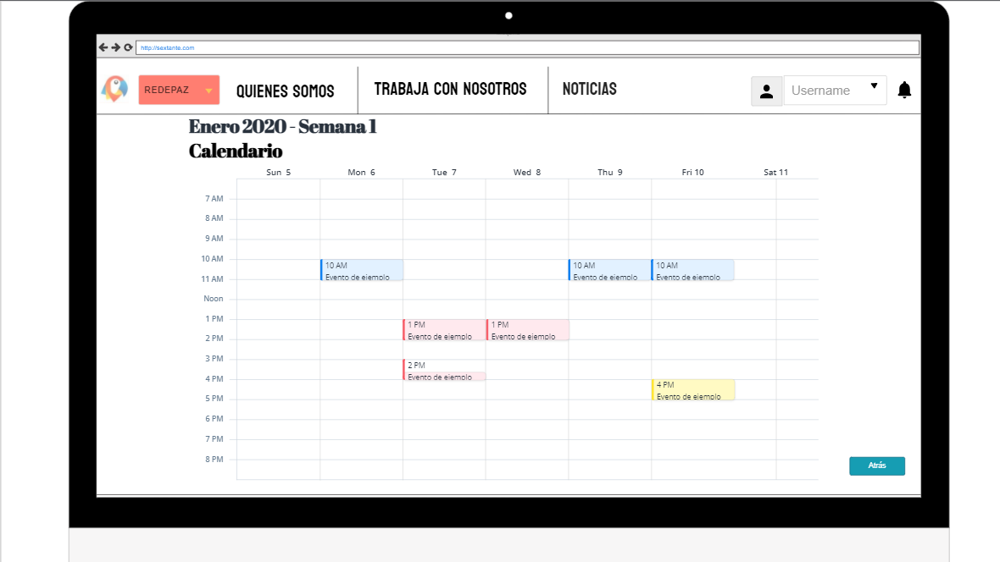 http://sextante.com
REDEPAZ
QUIENES SOMOS
TRABAJA CON NOSOTROS
NOTICIAS
Username
Enero 2020 - Semana 1
Calendario
Sun 5 Mon 6 Tue 7 Wed 8 Thu 9 Fri 10 Sat 11
7 AM
8 AM
9 AM
10 AM
10 AM 10 AM 10 AM
11 AM
Evento de ejemplo Evento de ejemplo Evento de ejemplo
Noon
1 PM
1 PM 1 PM
Evento de ejemplo Evento de ejemplo
2 PM
3 PM
2 PM
Evento de ejemplo
4 PM
4 PM
Evento de ejemplo
5 PM
6 PM
7 PM
8 PM
Atrás